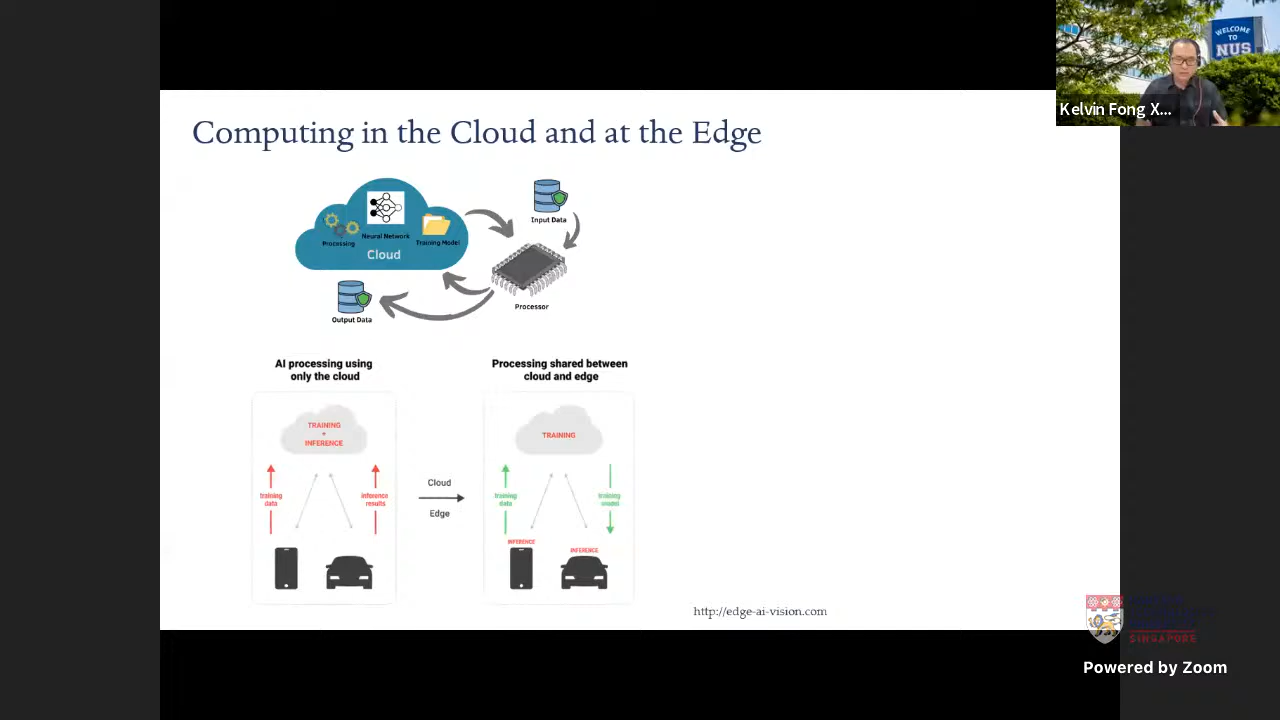 WELCOME
TO
NUS
Kelvin Fong X...
Computing in the Cloud and at the Edge
Processing
Neural Network
Training Model
Cloud
Input Data
Processor
Output Data
AI processing using
only the cloud
TRAINING
+
INFERENCE
training
data
inference
results
Cloud
Edge
Processing shared between
cloud and edge
TRAINING
training
data
training
model
INFERENCE
INFERENCE
http://edge-ai-vision.com
SINGAPORE
Powered by Zoom